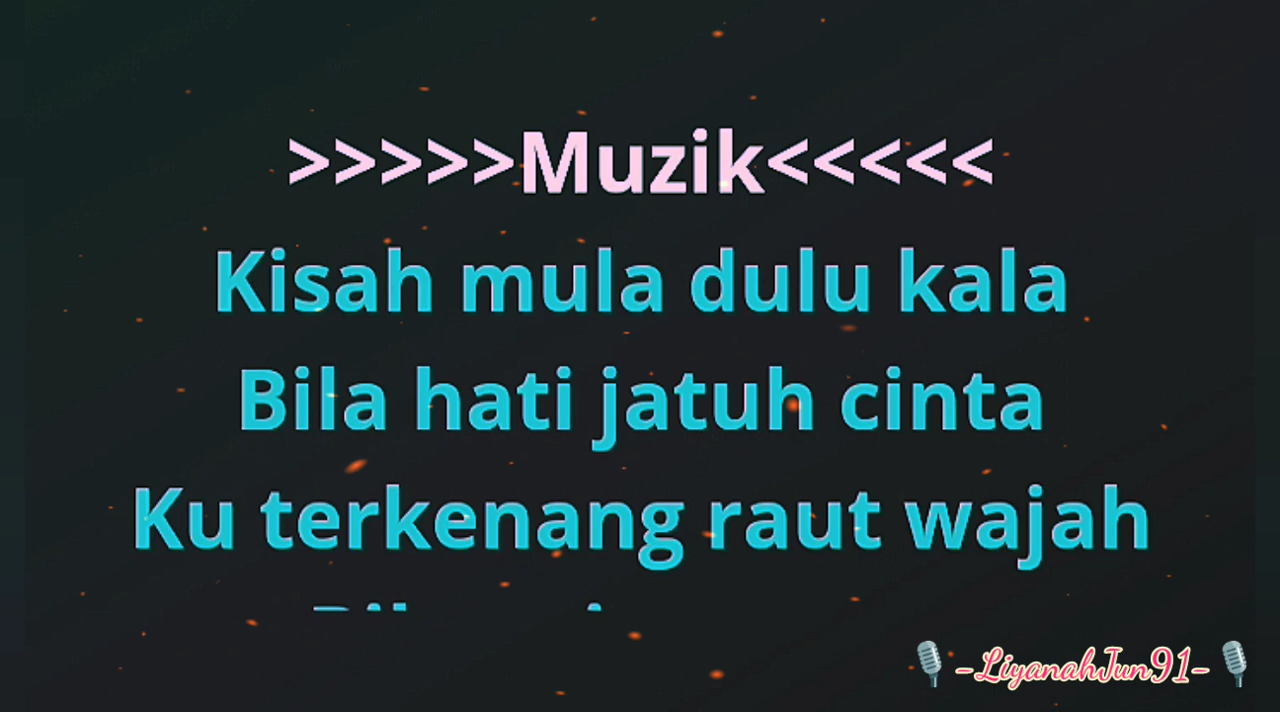 >>>>>Muzik<<<<<
Kisah mula dulu kala
Bila hati jatuh cinta
Ku terkenang raut wajah
-LiyanahJun91-